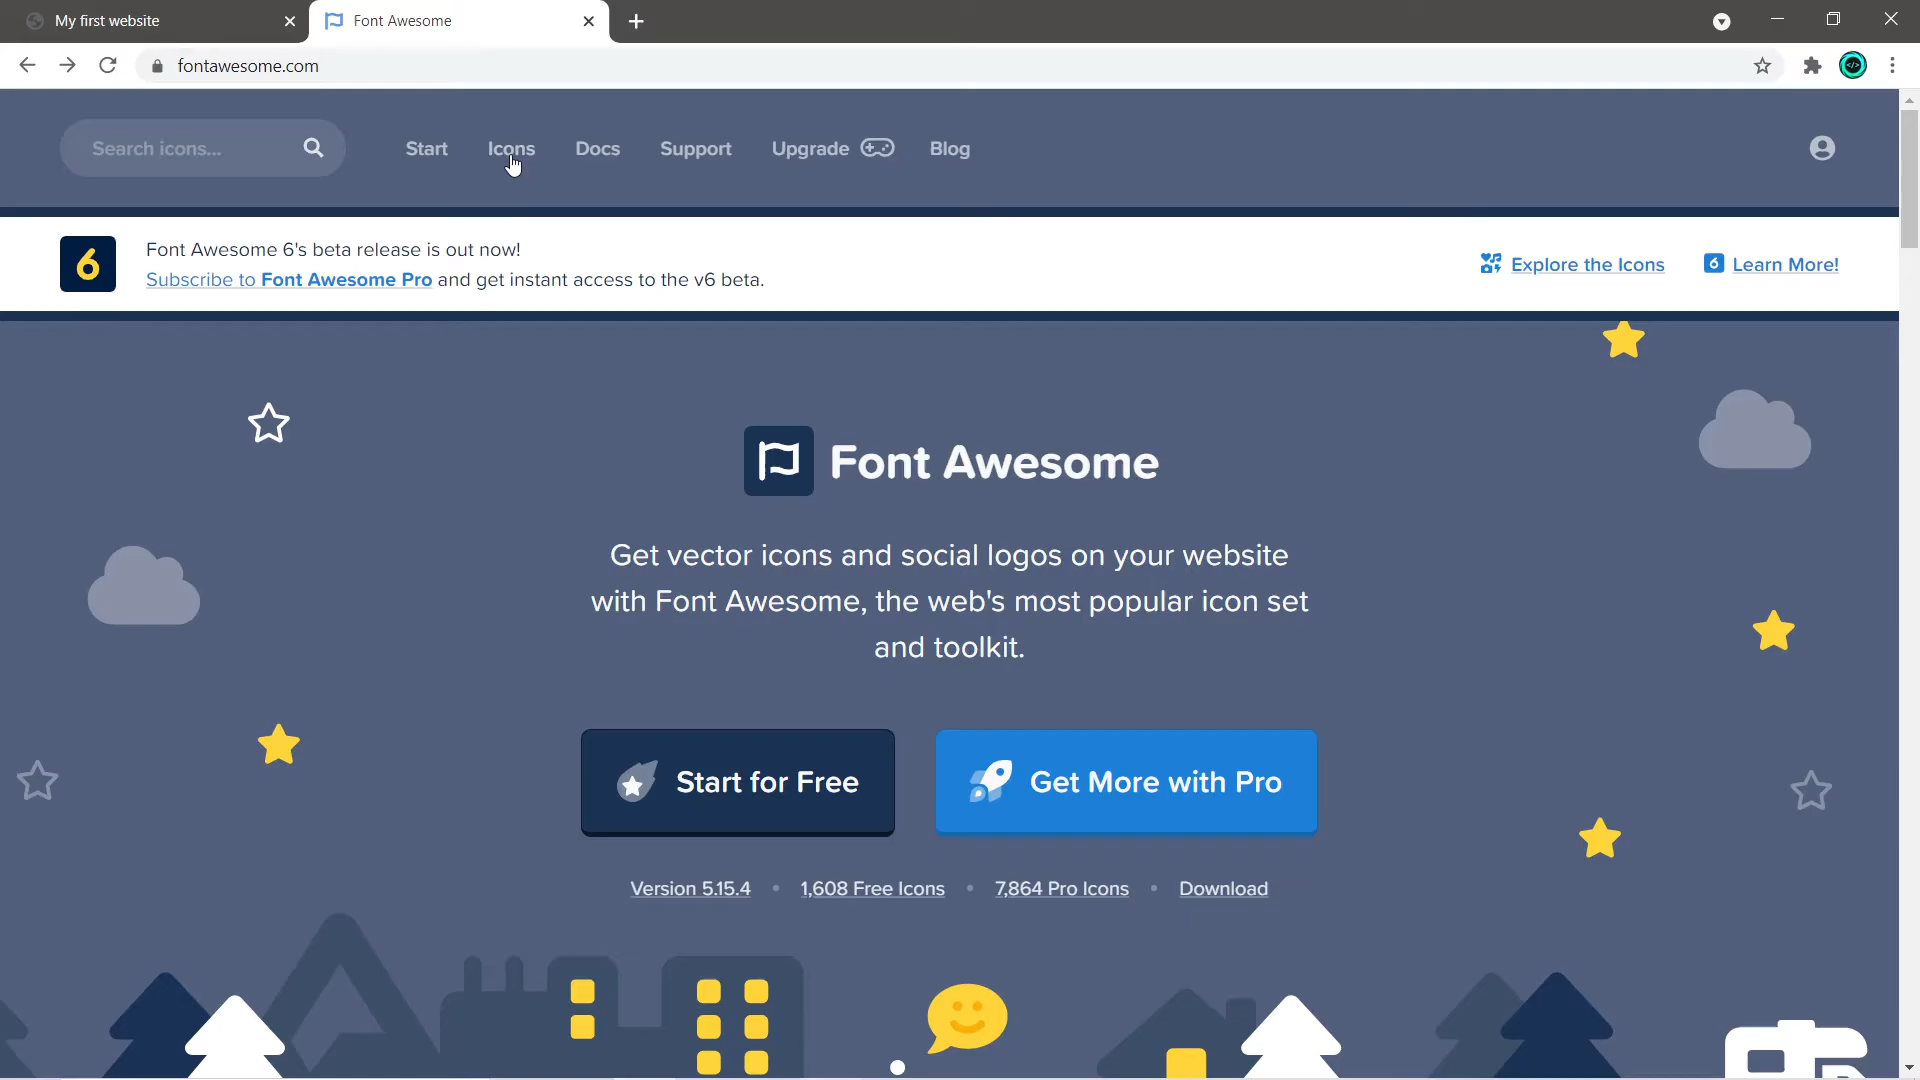 My first website
Font Awesome
fontawesome.com
Search icons...
Start
Icons
Docs
Support
Upgrade
Blog
6
Font Awesome 6's beta release is out now!
Subscribe to Font Awesome Pro and get instant access to the v6 beta.
Explore the Icons
6
Learn More!
Font Awesome
Get vector icons and social logos on your website
with Font Awesome, the web's most popular icon set
and toolkit.
Start for Free
Get More with Pro
Version 5.15.4 • 1,608 Free Icons • 7,864 Pro Icons • Download